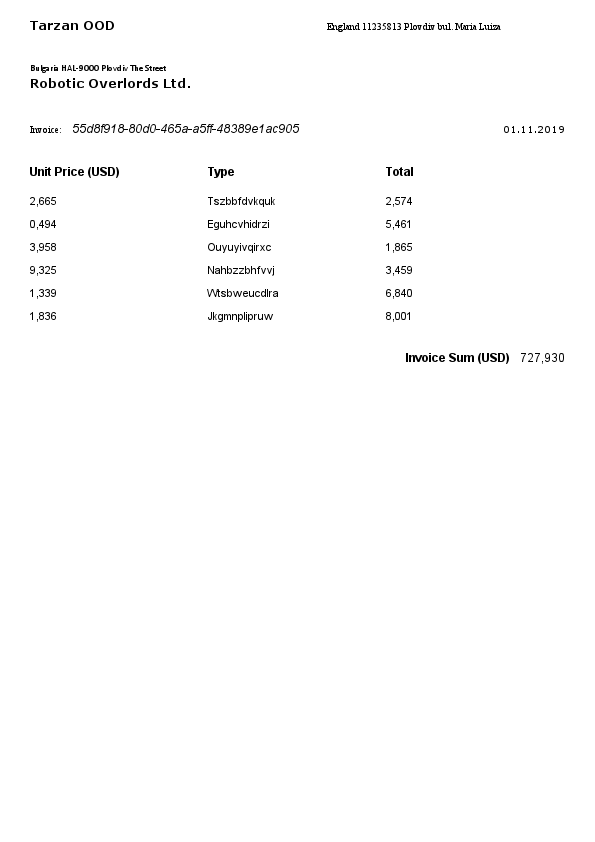 Tarzan OOD England 11235813 Plovdiv bul. Maria Luiza
Bulgaria HAL-9000 Plovdiv The Street
Robotic Overlords Ltd.
Invoice: 55d8f918-80d0-465a-a5ff-48389e1ac905 01.11.2019
Unit Price (USD) Type Total
2,665 Tszbbfdvkquk 2,574
0,494 Eguhcvhidrzi 5,461
3,958 Ouyuyivqirxc 1,865
9,325 Nahbzzbhfvvj 3,459
1,339 Wtsbweucdlra 6,840
1,836 Jkgmnplipruw 8,001
Invoice Sum (USD) 727,930